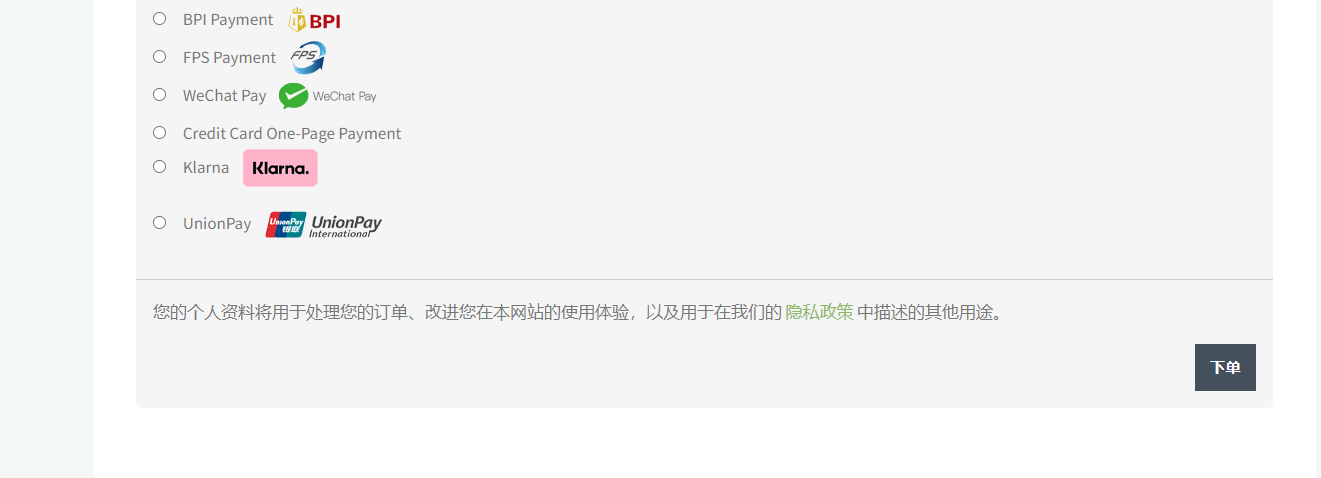 BPI Payment BPI
FPS Payment FPS
WeChat Pay WeChat Pay
Credit Card One-Page Payment
Klarna Klarna.
UnionPay UnionPay 银联 UnionPay International
您的个人资料将用于处理您的订单、改进您在本网站的使用体验，以及用于在我们的 隐私政策 中描述的其他用途。
下单